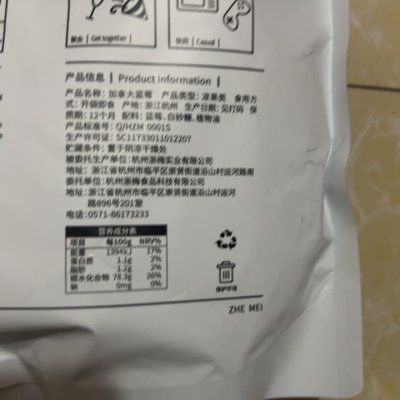 聚会 | Get together
休闲 | Casual
产品信息 | Product information |
产品名称: 加拿大蓝莓 产品类型: 凉果类 食用方
式: 开袋即食 产地: 浙江杭州 生产日期: 见打码 保
质期: 12个月 配料: 蓝莓, 白砂糖, 植物油
产品标准号: Q/HZM 0001S
生产许可证: SC11733011012207
贮藏条件: 置于阴凉干燥处
被委托生产单位: 杭州浙梅实业有限公司
地址: 浙江省杭州市临平区崇贤街道沿山村运河路南
委托单位: 杭州浙梅食品科技有限公司
地址: 浙江省杭州市临平区崇贤街道沿山村运河
路896号201室
电话: 0571-86173233
营养成分表
项目 每100g NRV%
能量 1394kJ 17%
蛋白质 1.1g 2%
脂肪 1.2g 2%
碳水化合物 78.3g 26%
钠 0mg 0%
保护环境
ZHE MEI